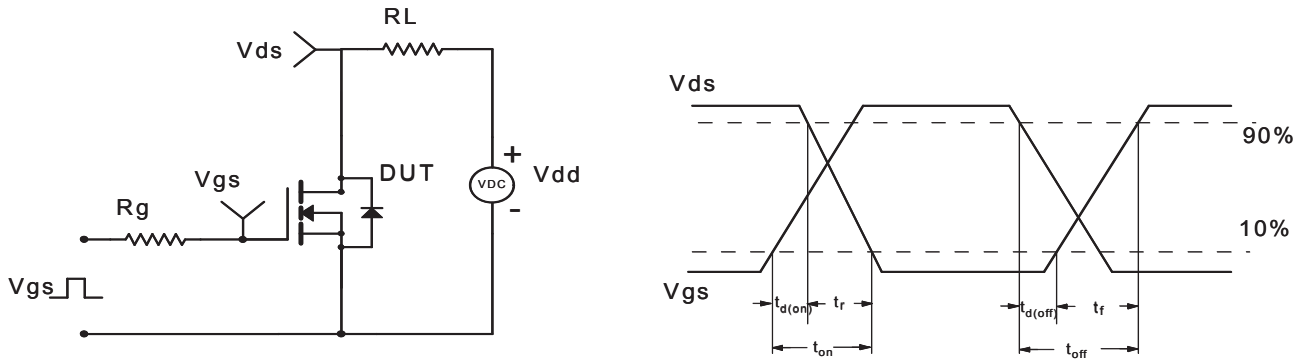 RL
Vds
Vgs
DUT
VDC
+
-
Vdd
Rg
Vgs
Vds
90%
10%
Vgs
td(on)
tr
td(off)
tf
ton
toff